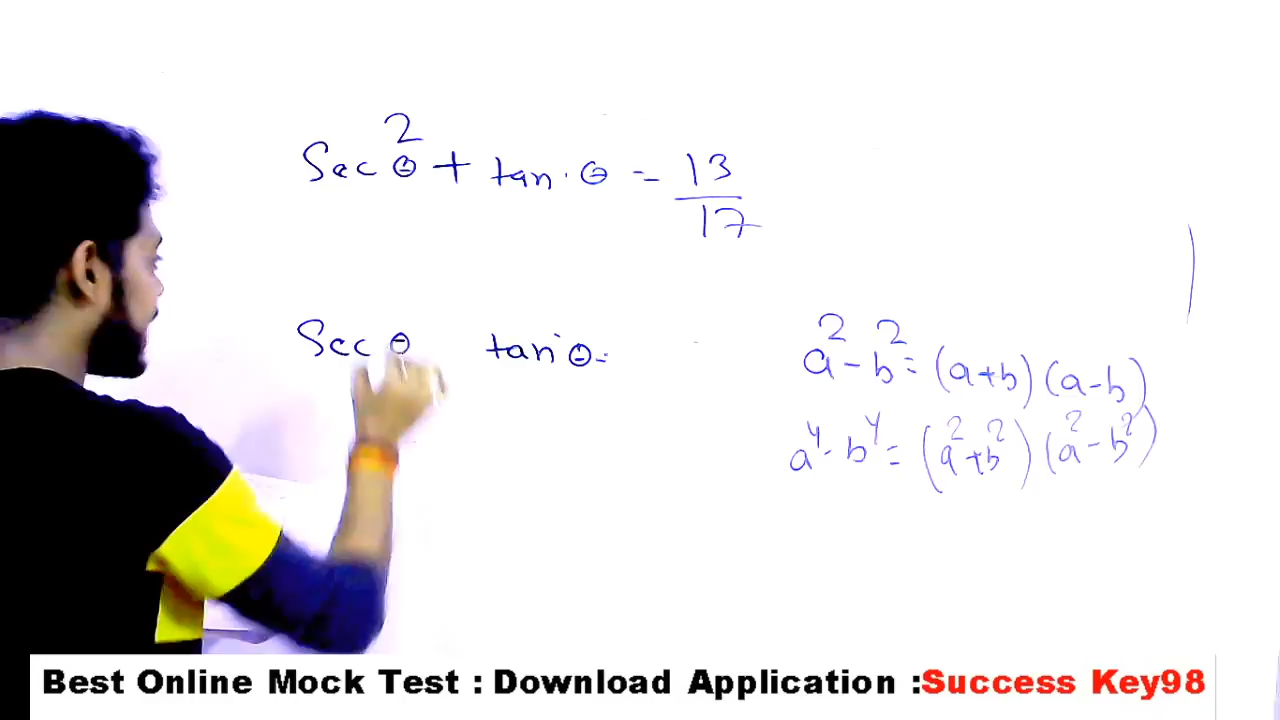 Sec² θ + tan. θ = 13/17
Sec θ tan θ =
a² - b² = (a+b) (a-b)
a⁴ - b⁴ = (a²+b²) (a² - b²)
Best Online Mock Test : Download Application :Success Key98